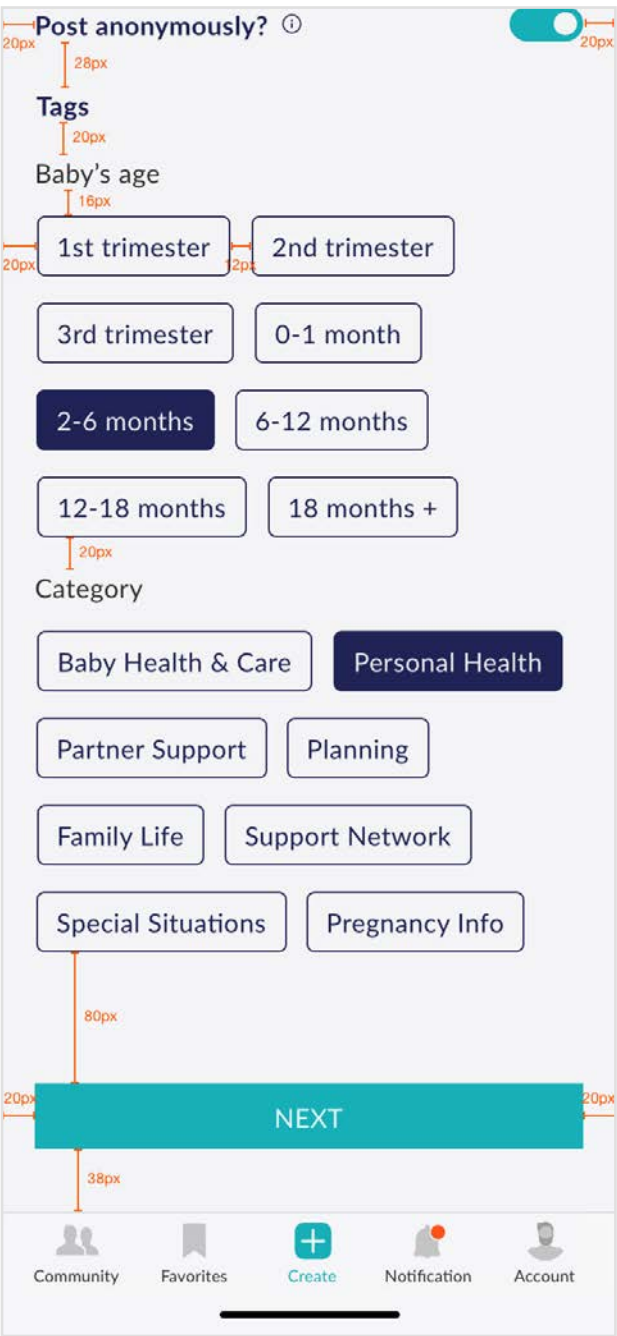 Post anonymously?
20px
20px
28px
Tags
20px
Baby's age
16px
1st trimester 2nd trimester
20px
12px
3rd trimester 0-1 month
2-6 months 6-12 months
12-18 months 18 months +
20px
Category
Baby Health & Care Personal Health
Partner Support Planning
Family Life Support Network
Special Situations Pregnancy Info
80px
20px
20px
NEXT
38px
Community Favorites Create Notification Account